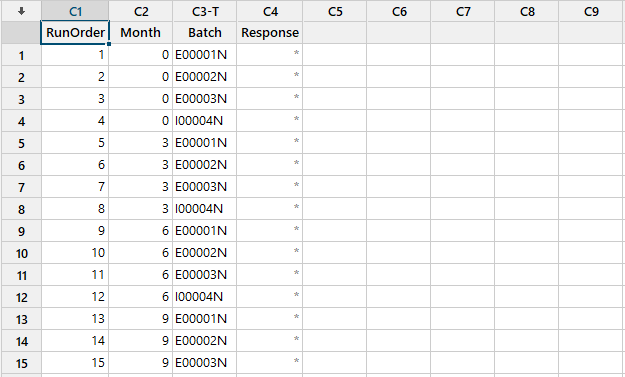 ↓ C1 C2 C3-T C4 C5 C6 C7 C8 C9
RunOrder Month Batch Response
1 1 0 E00001N *
2 2 0 E00002N *
3 3 0 E00003N *
4 4 0 I00004N *
5 5 3 E00001N *
6 6 3 E00002N *
7 7 3 E00003N *
8 8 3 I00004N *
9 9 6 E00001N *
10 10 6 E00002N *
11 11 6 E00003N *
12 12 6 I00004N *
13 13 9 E00001N *
14 14 9 E00002N *
15 15 9 E00003N *